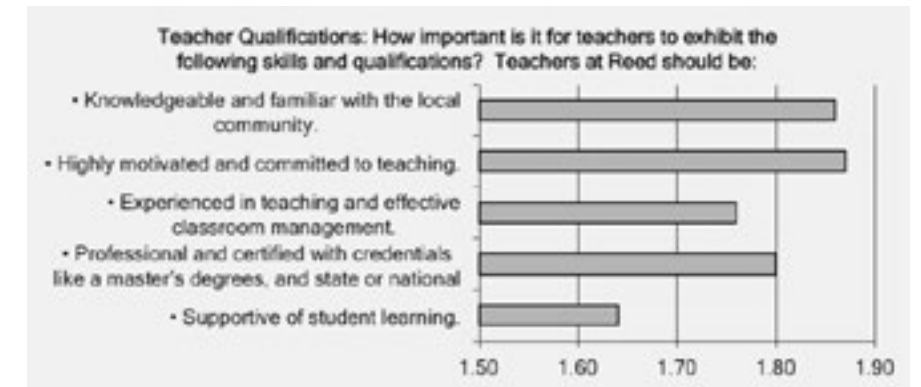 Teacher Qualifications: How important is it for teachers to exhibit the
following skills and qualifications? Teachers at Reed should be:
• Knowledgeable and familiar with the local
community.
• Highly motivated and committed to teaching.
• Experienced in teaching and effective
classroom management.
• Professional and certified with credentials
like a master's degrees, and state or national
• Supportive of student learning.
1.50 1.60 1.70 1.80 1.90